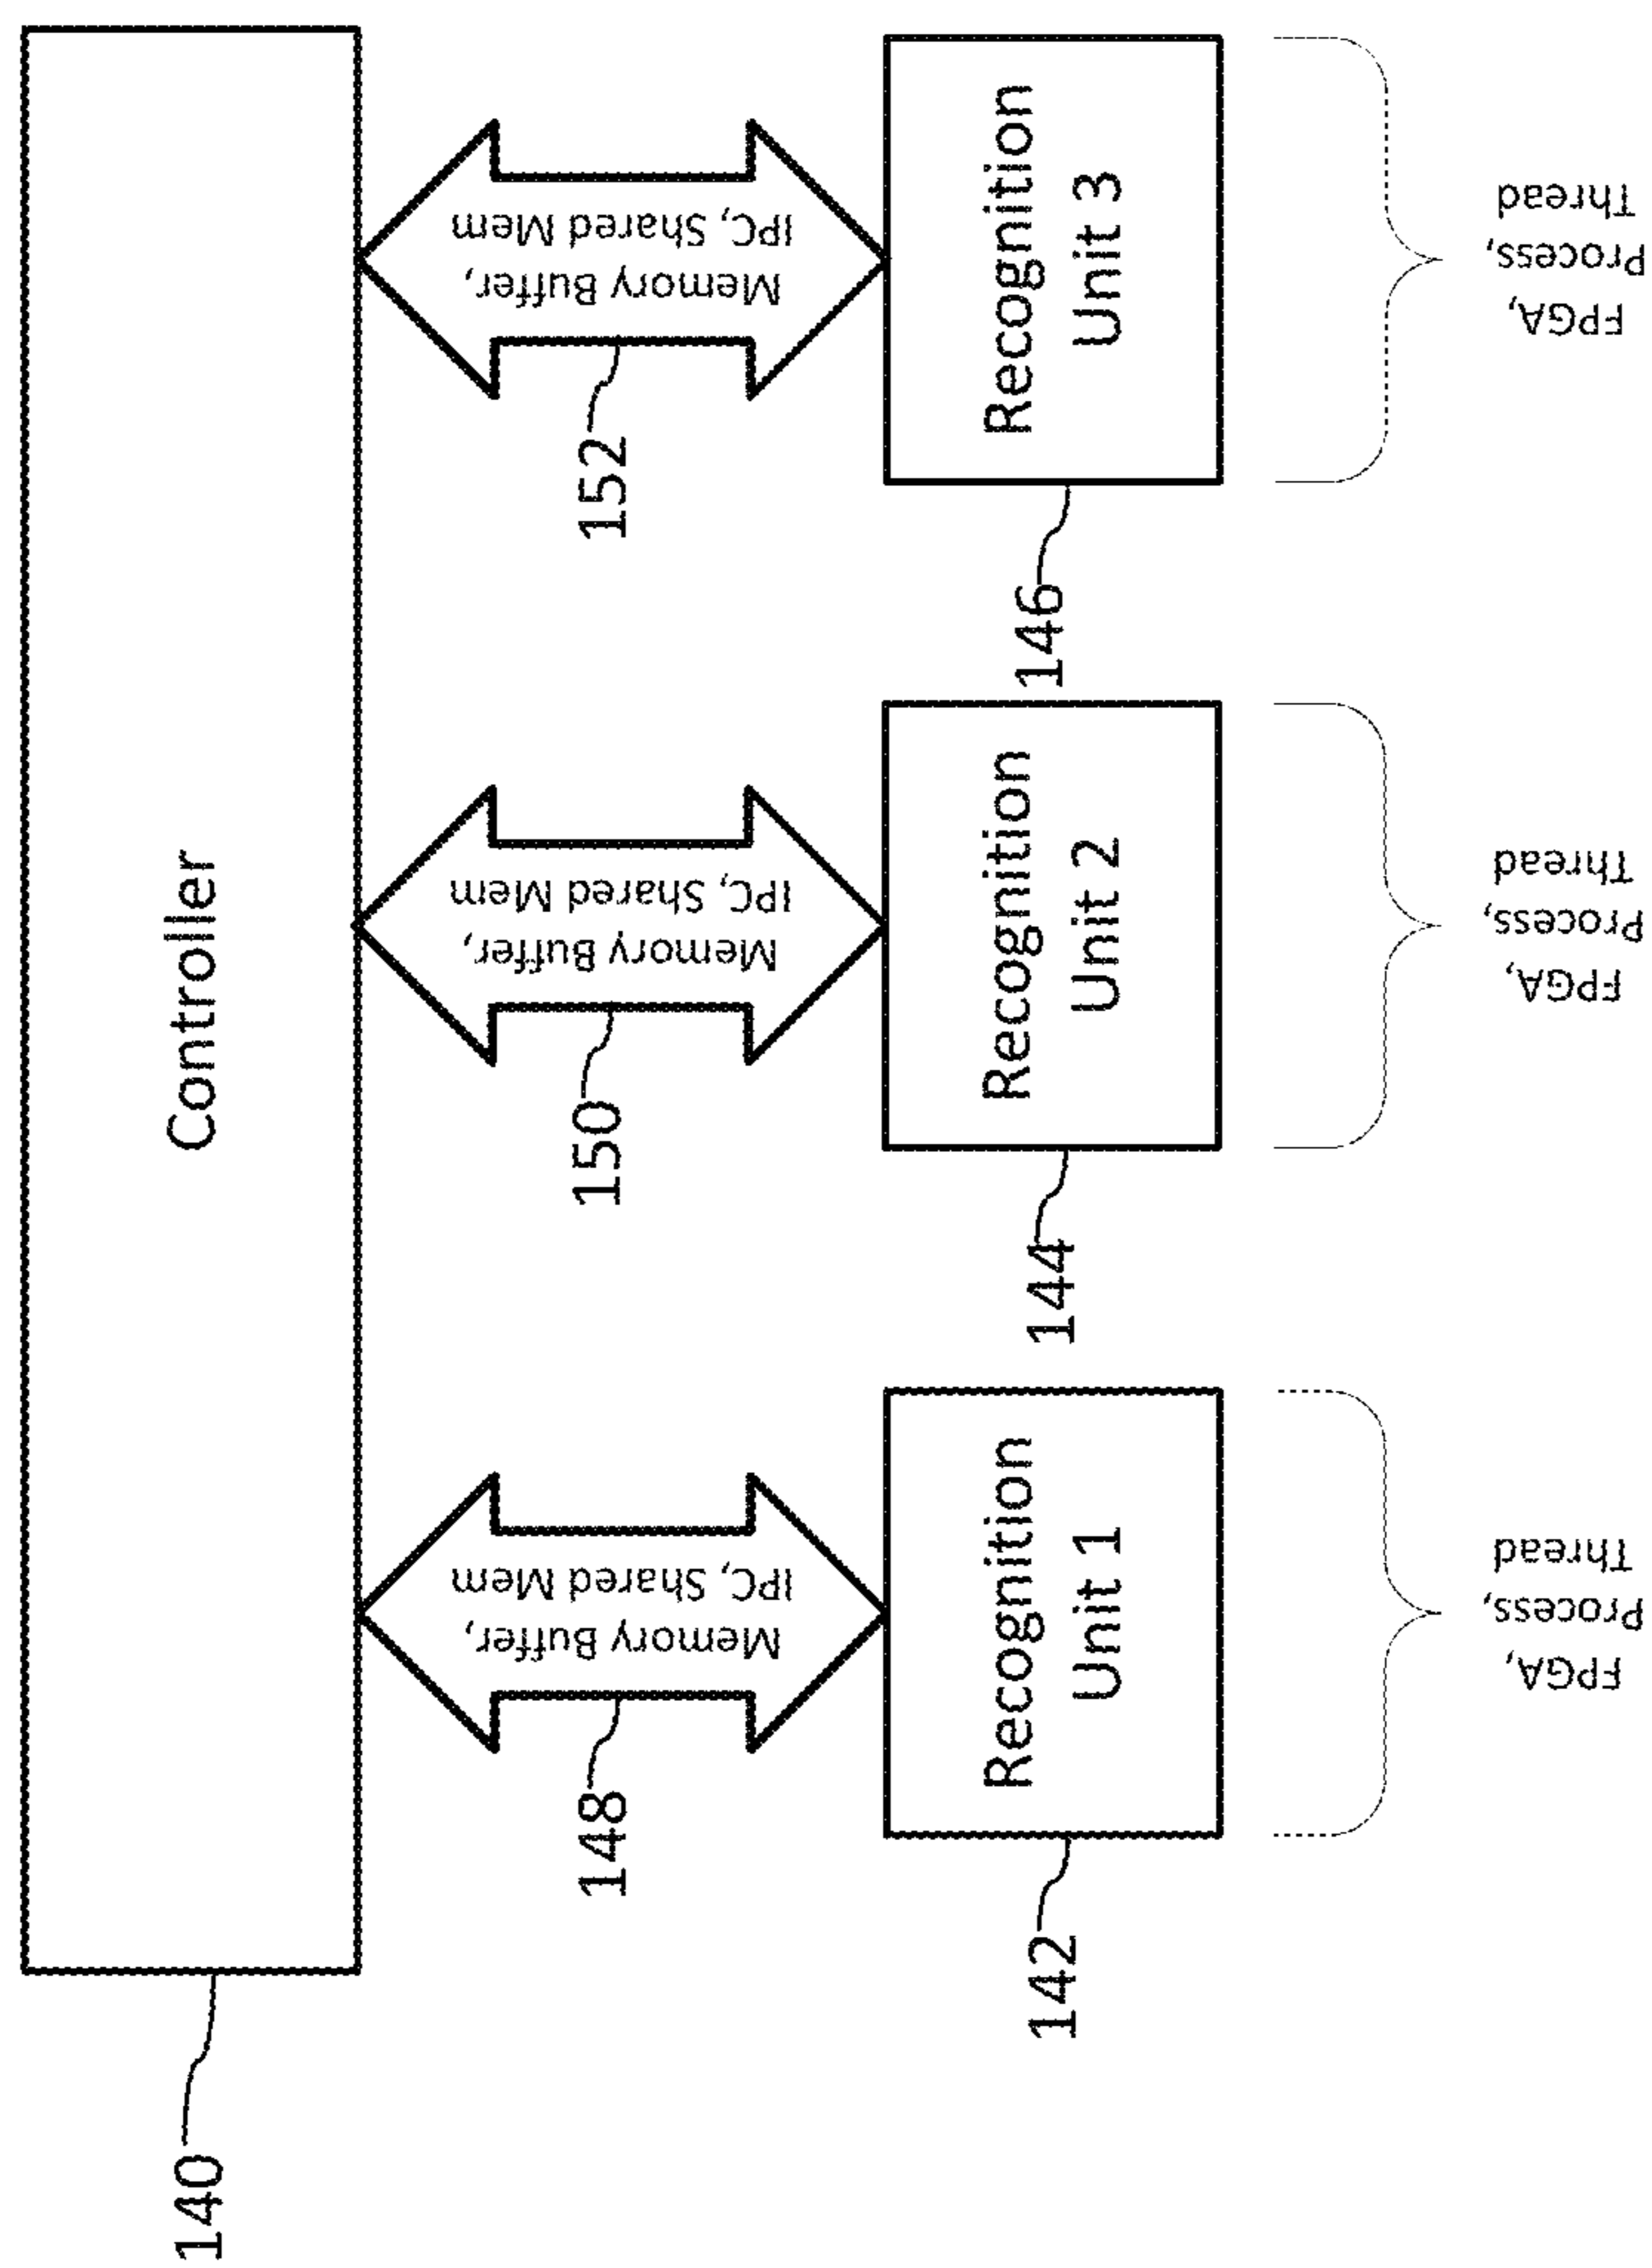 Controller
140
Memory Buffer,
IPC, Shared Mem
148
Memory Buffer,
IPC, Shared Mem
150
Memory Buffer,
IPC, Shared Mem
152
Recognition
Unit 1
142
Recognition
Unit 2
144
Recognition
Unit 3
146
FPGA,
Process,
Thread
FPGA,
Process,
Thread
FPGA,
Process,
Thread